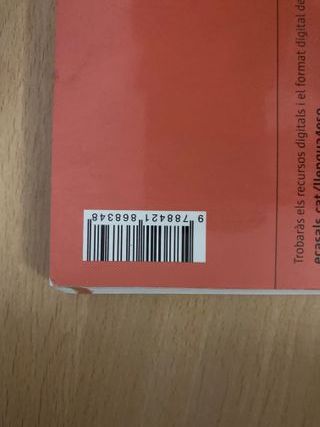 9 788421 868348
Trobaràs els recursos digitals i el format digital de
ecasals.cat/llengua4eso